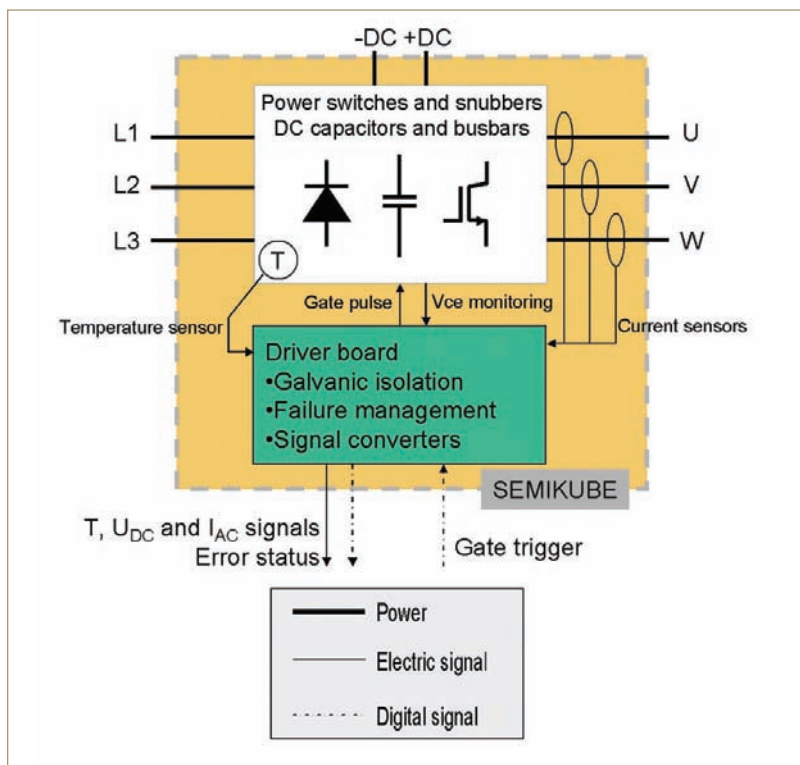 -DC +DC
Power switches and snubbers
DC capacitors and busbars
L1
U
L2
V
L3
W
T
Gate pulse
Vce monitoring
Temperature sensor
Current sensors
Driver board
•Galvanic isolation
•Failure management
•Signal converters
SEMIKUBE
T, UDC and IAC signals
Error status
Gate trigger
Power
Electric signal
Digital signal